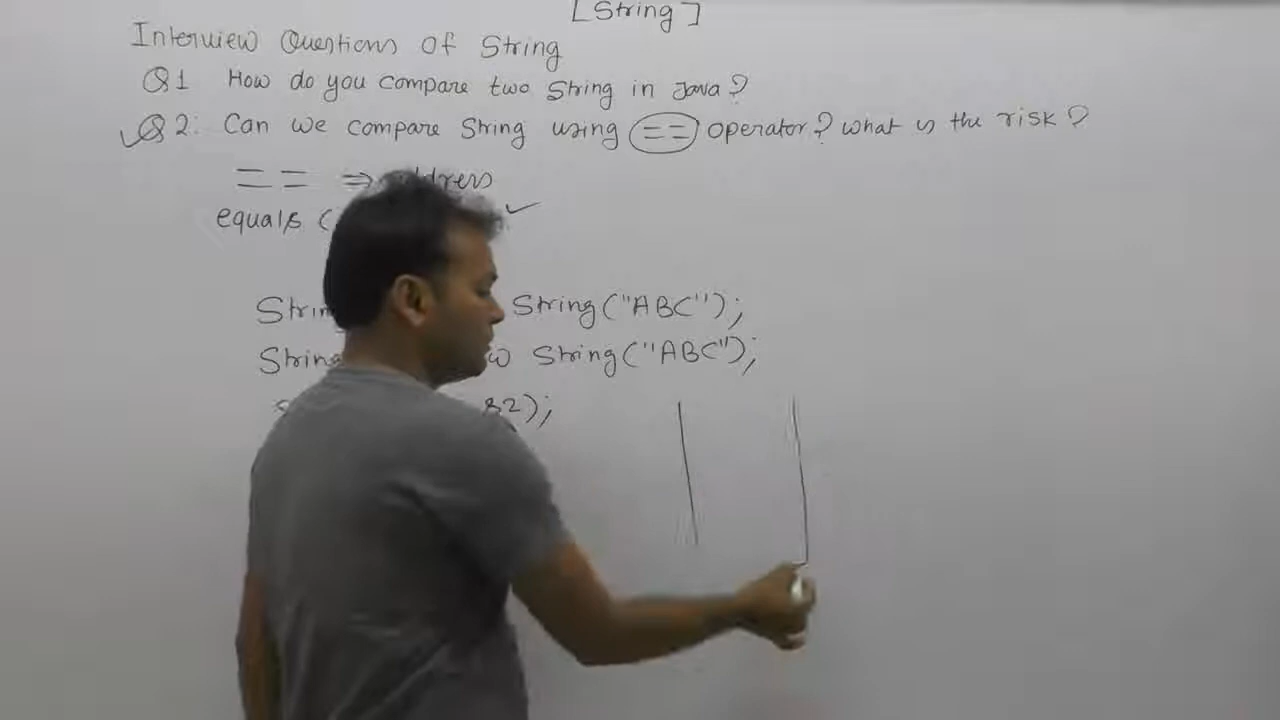 [String]
Interview Questions Of String
Q1 How do you compare two String in Java?
Q2: Can we compare String using == operator? what is the risk?
== ⇒ address
equals (
String String("ABC");
String String("ABC");
s2);